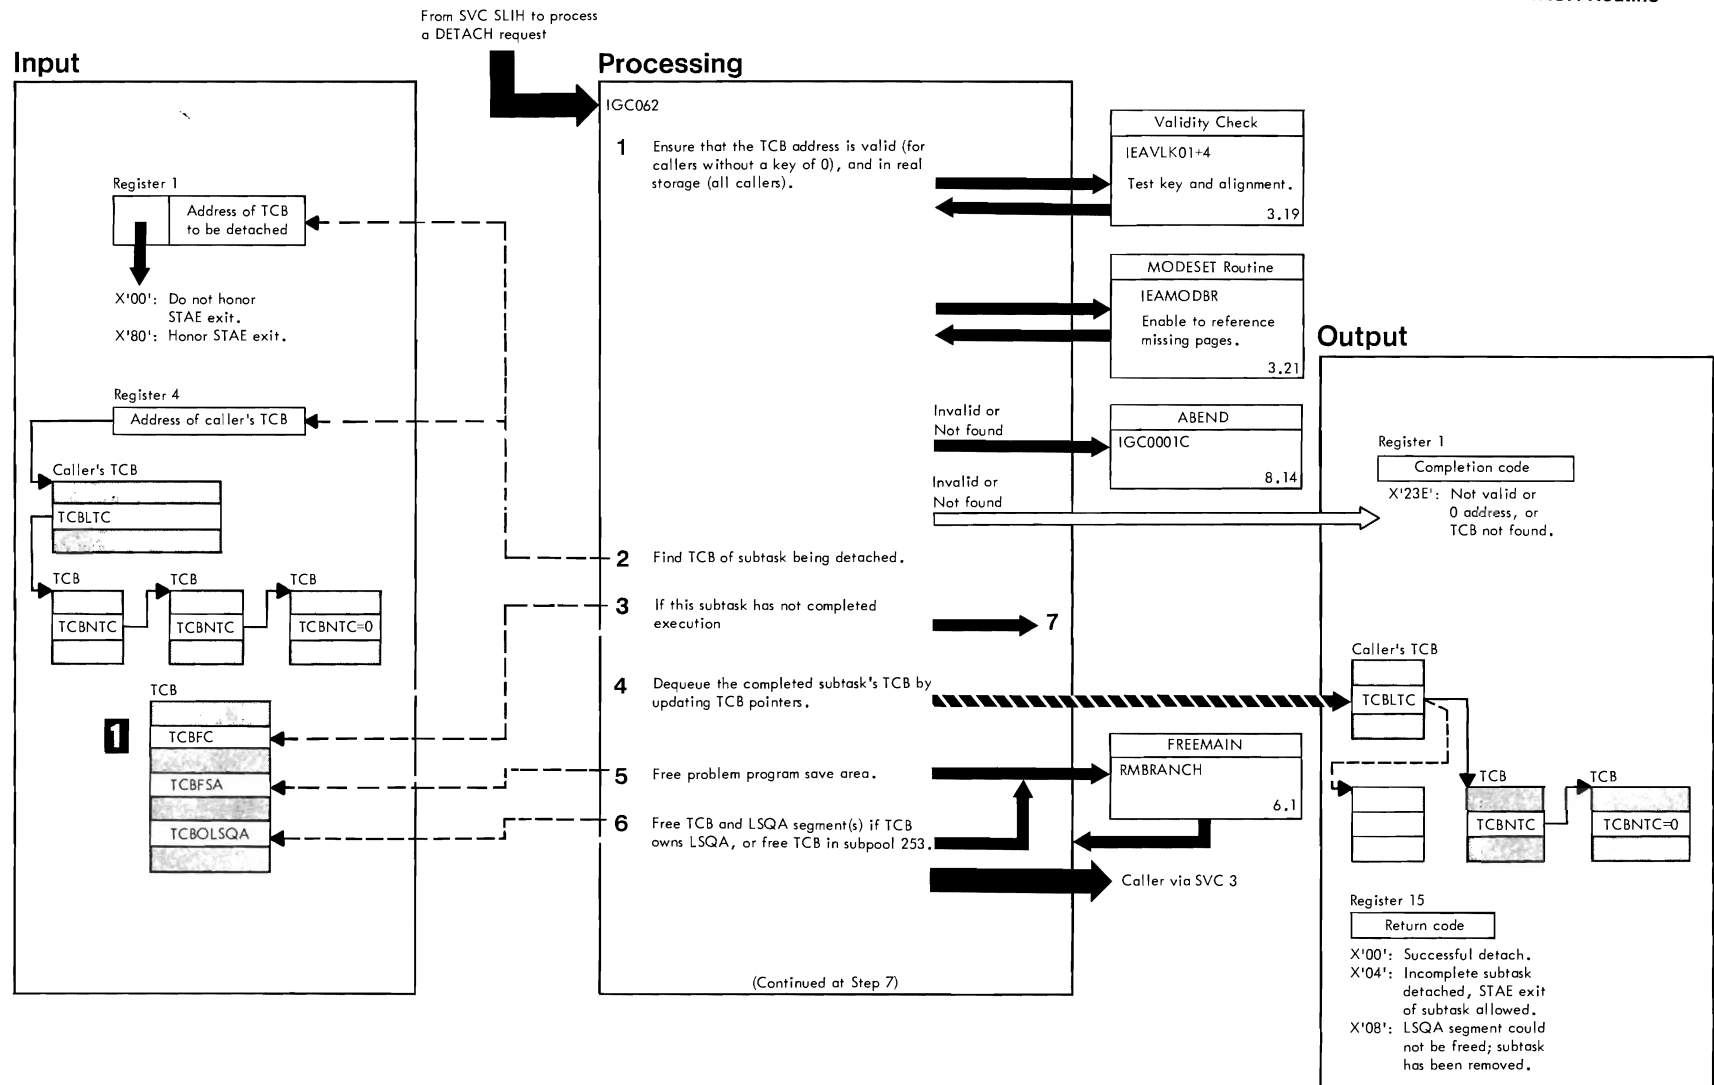 From SVC SLIH to process
a DETACH request
Input
Register 1
Address of TCB
to be detached
X'00': Do not honor
STAE exit.
X'80': Honor STAE exit.
Register 4
Address of caller's TCB
Caller's TCB
TCBLTC
TCB
TCB
TCB
TCBNTC
TCBNTC
TCBNTC=0
TCB
1
TCBFC
TCBFSA
TCBOLSQA
Processing
IGC062
1 Ensure that the TCB address is valid (for
callers without a key of 0), and in real
storage (all callers).
2 Find TCB of subtask being detached.
3 If this subtask has not completed
execution
7
4 Dequeue the completed subtask's TCB by
updating TCB pointers.
5 Free problem program save area.
6 Free TCB and LSQA segment(s) if TCB
owns LSQA, or free TCB in subpool 253.
(Continued at Step 7)
Validity Check
IEAVLK01+4
Test key and alignment.
3.19
MODESET Routine
IEAMODBR
Enable to reference
missing pages.
3.21
Invalid or
Not found
ABEND
IGC0001C
8.14
Invalid or
Not found
FREEMAIN
RMBRANCH
6.1
Caller via SVC 3
Output
Register 1
Completion code
X'23E': Not valid or
0 address, or
TCB not found.
Caller's TCB
TCBLTC
TCB
TCB
TCBNTC
TCBNTC=0
Register 15
Return code
X'00': Successful detach.
X'04': Incomplete subtask
detached, STAE exit
of subtask allowed.
X'08': LSQA segment could
not be freed; subtask
has been removed.